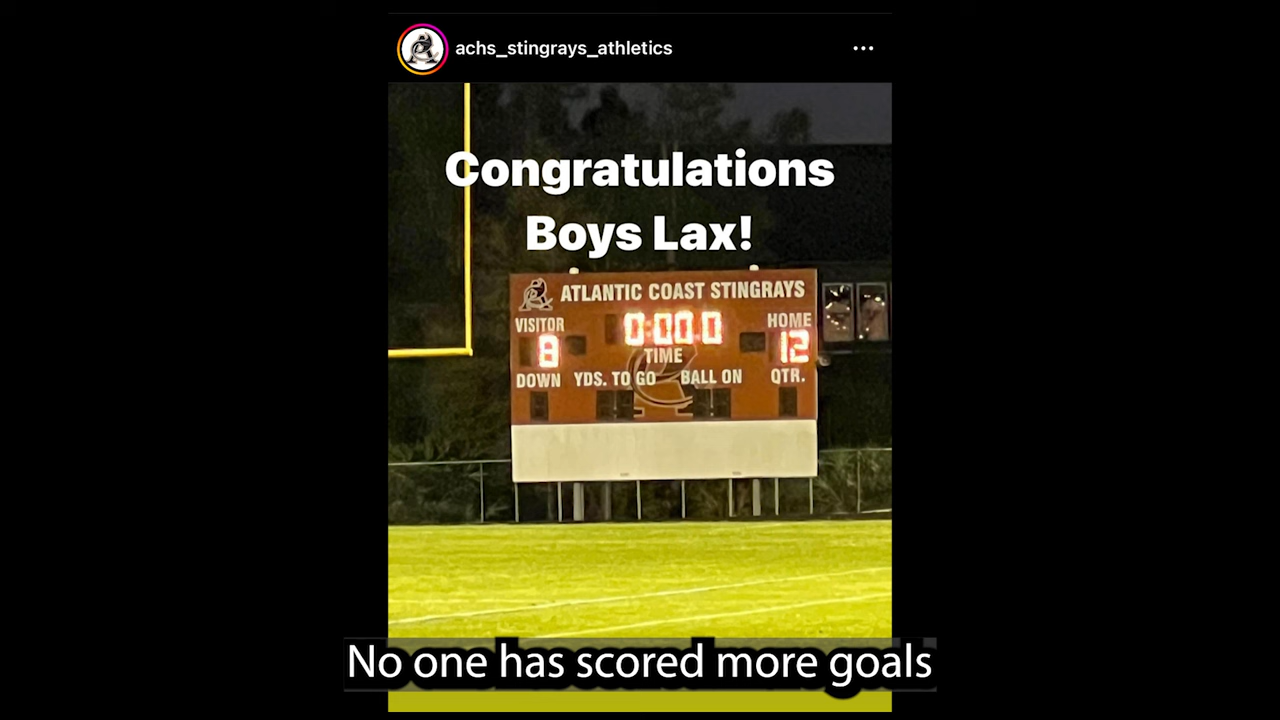 achs_stingrays_athletics
Congratulations
Boys Lax!
ATLANTIC COAST STINGRAYS
VISITOR
0:00.0
HOME
8
TIME
12
DOWN YDS. TO GO BALL ON QTR.
No one has scored more goals